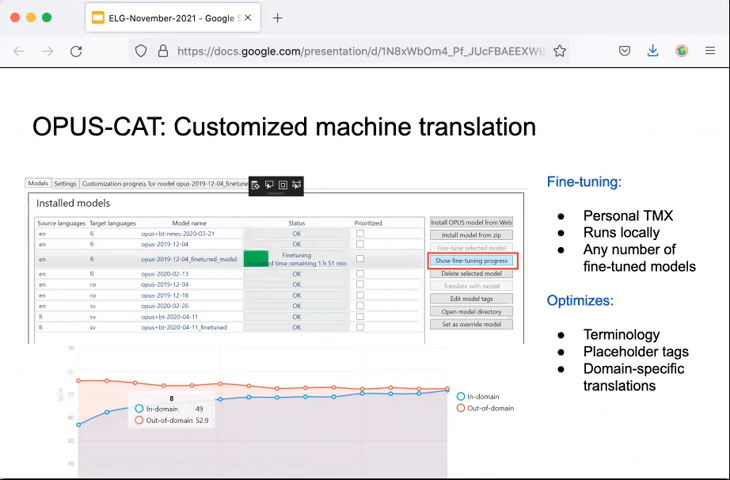 ELG-November-2021 - Google S
https://docs.google.com/presentation/d/1N8xWbOm4_Pf_JUcFBAEEXW
OPUS-CAT: Customized machine translation
Models Settings Customization progress for model opus-2019-12-04_finetune
Installed models
Source languages Target languages Model name Status Prioritized
en fi opus+bt-news-2020-03-21 OK
en fi opus-2019-12-04 OK
en fi opus-2019-12-04_finetuned_model Finetuning
Estimated time remaining 1 h 51 min
en fi opus-2020-02-13 OK
en ro opus-2019-12-04 OK
en ro opus-2019-12-18 OK
en sv opus-2020-02-26 OK
fi sv opus+bt-2020-04-11 OK
fi sv opus+bt-2020-04-11_finetuned OK
Install OPUS model from Web
Install model from zip
Fine-tune selected model
Show fine-tuning progress
Delete selected model
Translate with model
Edit model tags
Open model directory
Set as override model
8
In-domain 49
Out-of-domain 52.9
In-domain
Out-of-domain
Fine-tuning:
● Personal TMX
● Runs locally
● Any number of
fine-tuned models
Optimizes:
● Terminology
● Placeholder tags
● Domain-specific
translations